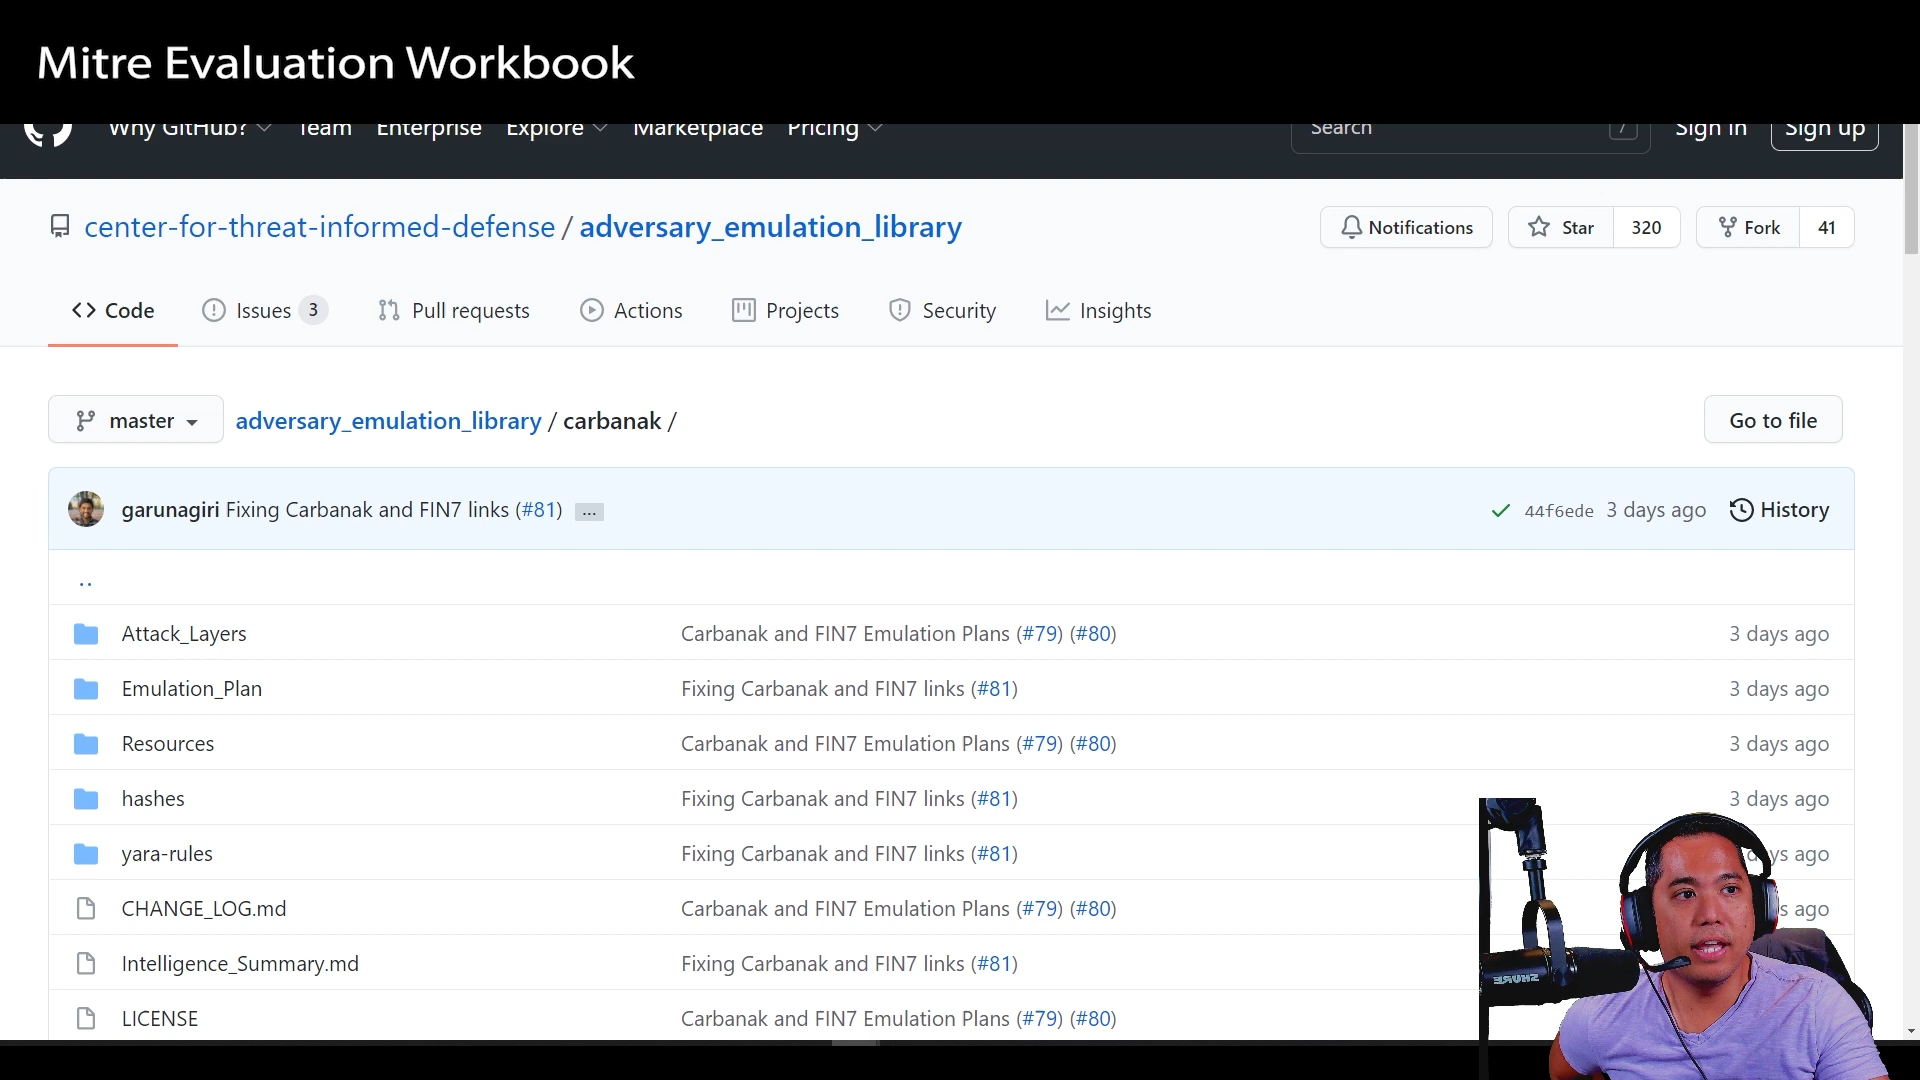 Mitre Evaluation Workbook
Why GitHub? Team Enterprise Explore Marketplace Pricing Search / Sign in Sign up
center-for-threat-informed-defense / adversary_emulation_library Notifications Star 320 Fork 41
Code Issues 3 Pull requests Actions Projects Security Insights
master adversary_emulation_library / carbanak / Go to file
garunagiri Fixing Carbanak and FIN7 links (#81) ... 44f6ede 3 days ago History
..
Attack_Layers Carbanak and FIN7 Emulation Plans (#79) (#80) 3 days ago
Emulation_Plan Fixing Carbanak and FIN7 links (#81) 3 days ago
Resources Carbanak and FIN7 Emulation Plans (#79) (#80) 3 days ago
hashes Fixing Carbanak and FIN7 links (#81) 3 days ago
yara-rules Fixing Carbanak and FIN7 links (#81) days ago
CHANGE_LOG.md Carbanak and FIN7 Emulation Plans (#79) (#80) s ago
Intelligence_Summary.md Fixing Carbanak and FIN7 links (#81)
LICENSE Carbanak and FIN7 Emulation Plans (#79) (#80)
SHURE